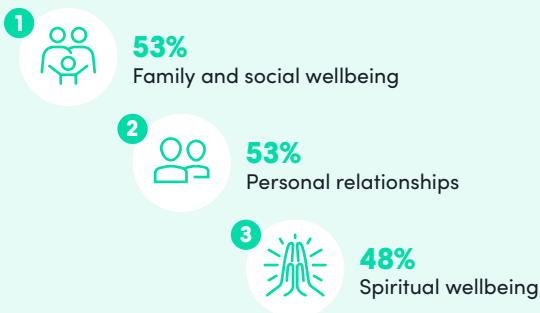 1
53%
Family and social wellbeing
2
53%
Personal relationships
3
48%
Spiritual wellbeing